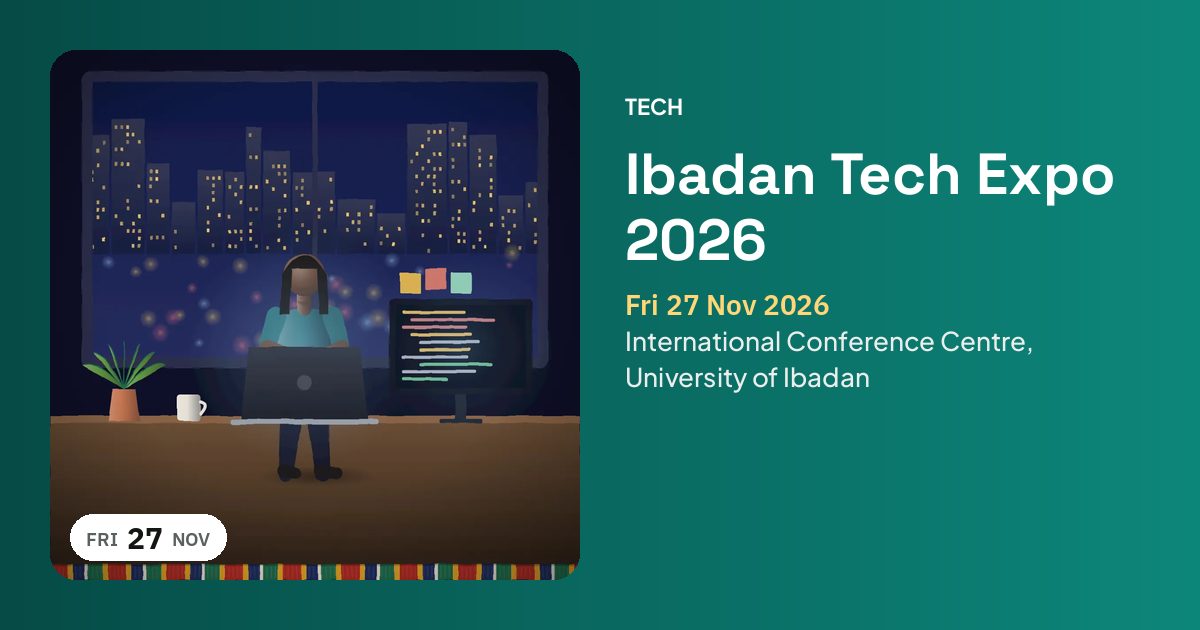 TECH
Ibadan Tech Expo
2026
Fri 27 Nov 2026
International Conference Centre,
University of Ibadan
FRI 27 NOV